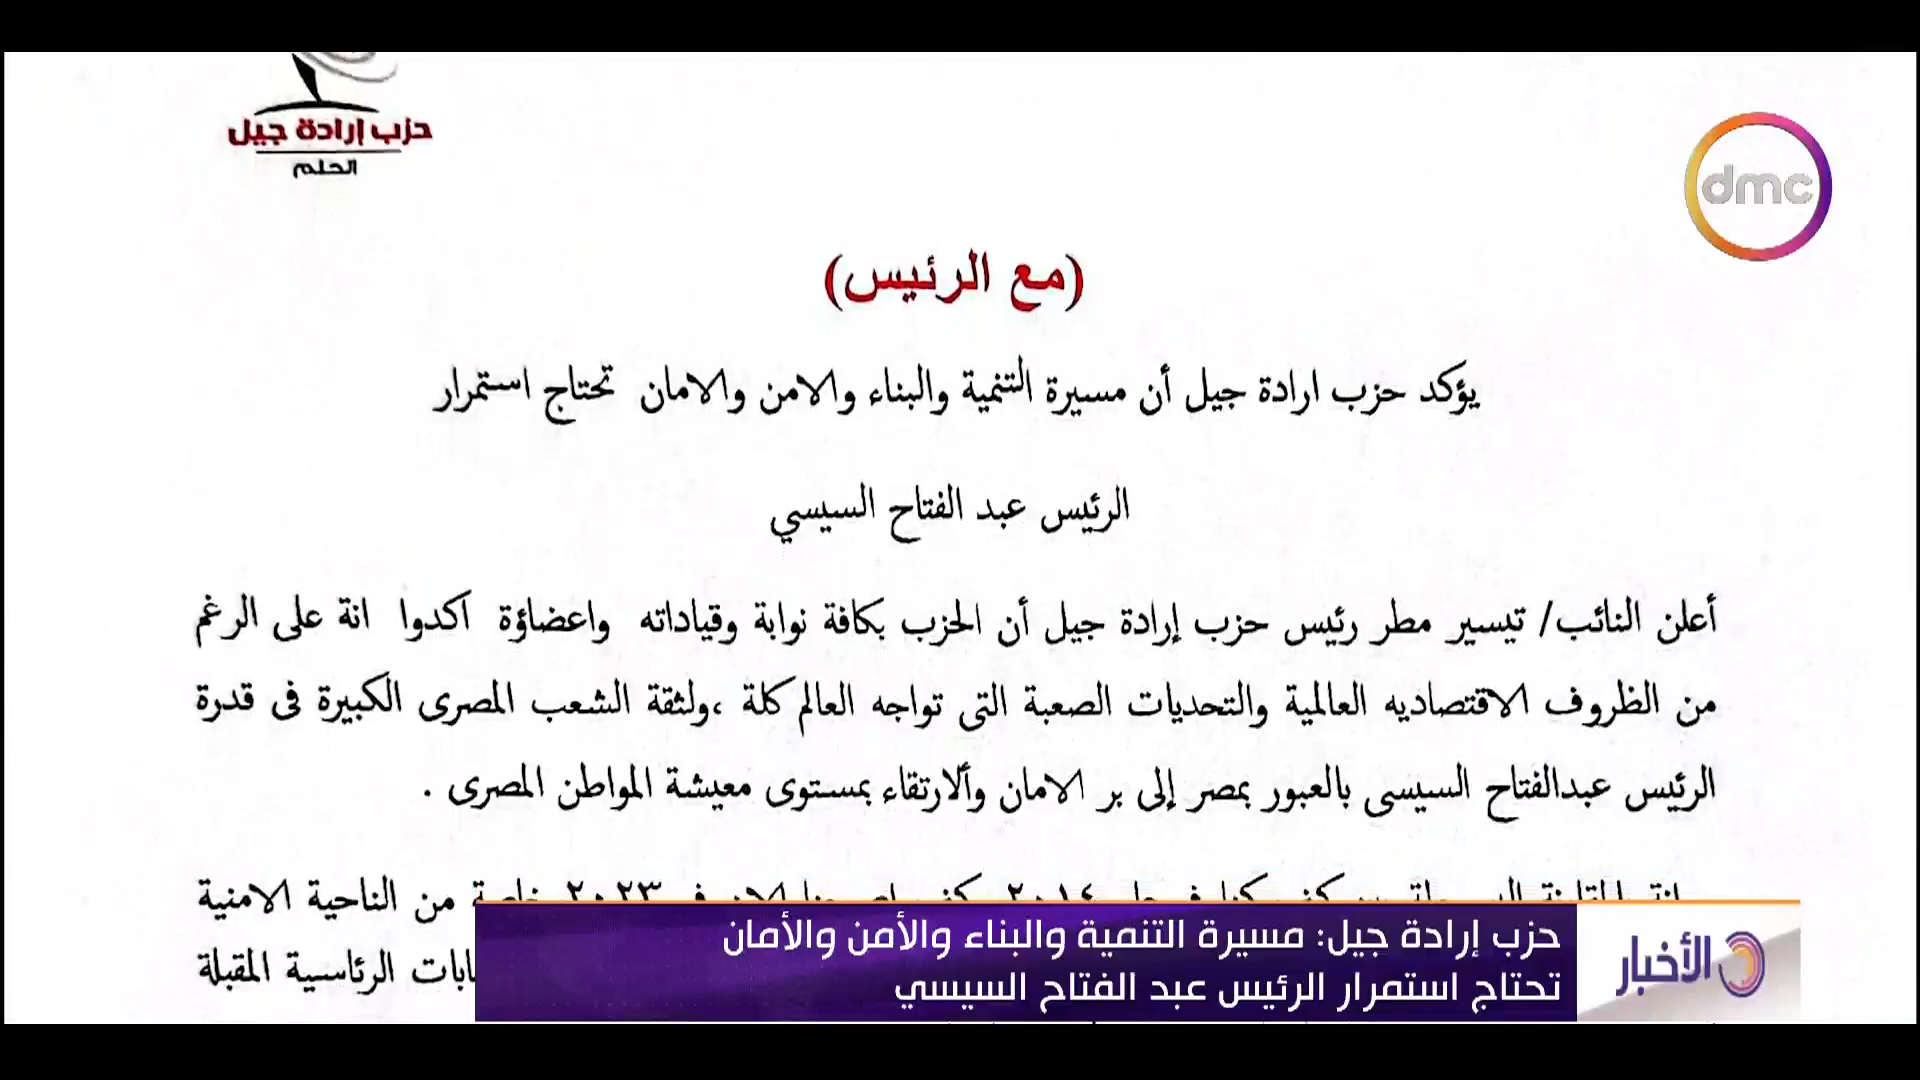 حزب إرادة جيل
الحلم
dmc
(مع الرئيس)
يؤكد حزب ارادة جيل أن مسيرة التنمية والبناء والامن والامان تحتاج استمرار
الرئيس عبد الفتاح السيسي
أعلن النائب/ تيسير مطر رئيس حزب إرادة جيل أن الحزب بكافة نوابة وقياداته واعضاؤة اكدوا انة على الرغم
من الظروف الاقتصاديه العالمية والتحديات الصعبة التى تواجه العالم كلة ،ولثقة الشعب المصرى الكبيرة فى قدرة
الرئيس عبدالفتاح السيسى بالعبور بمصر إلى بر الامان وألارتقاء بمستوى معيشة المواطن المصرى .
من الناحية الامنية
الرئاسية المقبلة
حزب إرادة جيل: مسيرة التنمية والبناء والأمن والأمان
تحتاج استمرار الرئيس عبد الفتاح السيسي
الأخبار